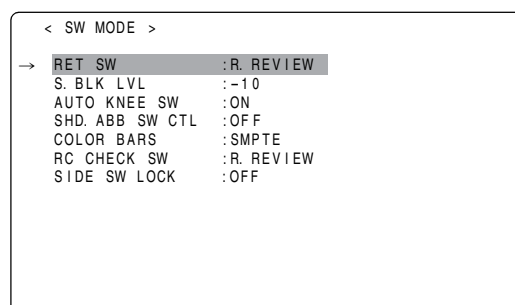 < SW MODE >
→ RET SW :R. REVIEW
S. BLK LVL :–10
AUTO KNEE SW :ON
SHD. ABB SW CTL :OFF
COLOR BARS :SMPTE
RC CHECK SW :R. REVIEW
SIDE SW LOCK :OFF